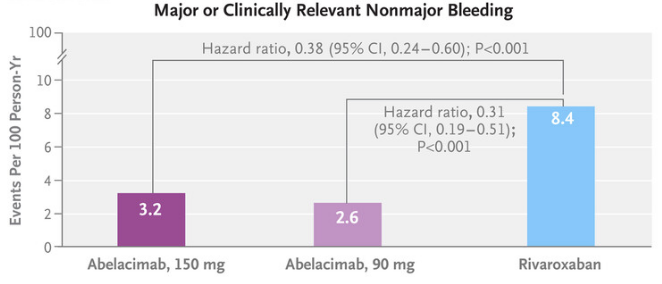 Major or Clinically Relevant Nonmajor Bleeding
Events Per 100 Person-Yr
100
10
8
6
4
2
0
Hazard ratio, 0.38 (95% CI, 0.24–0.60); P<0.001
Hazard ratio, 0.31
(95% CI, 0.19–0.51);
P<0.001
3.2
2.6
8.4
Abelacimab, 150 mg
Abelacimab, 90 mg
Rivaroxaban